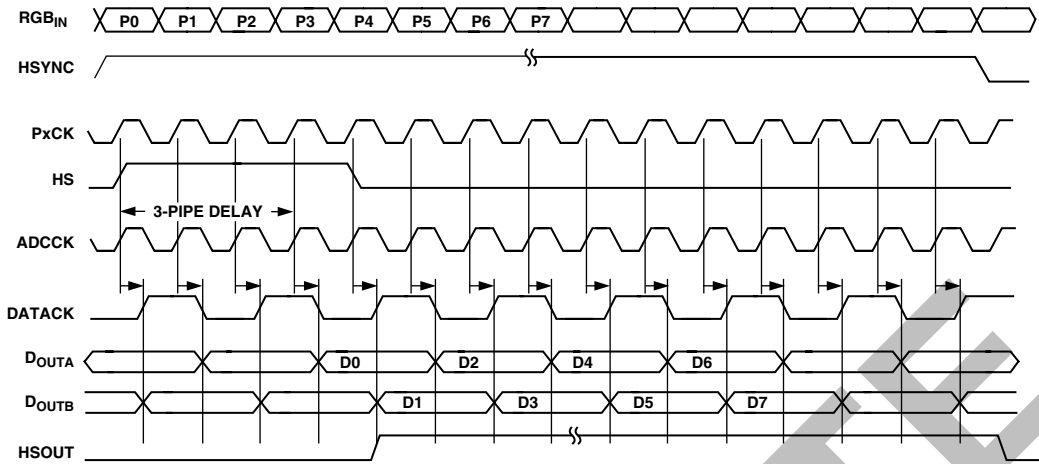 RGBIN P0 P1 P2 P3 P4 P5 P6 P7
HSYNC
PxCK
HS
3-PIPE DELAY
ADCCK
DATACK
DOUTA D0 D2 D4 D6
DOUTB D1 D3 D5 D7
HSOUT